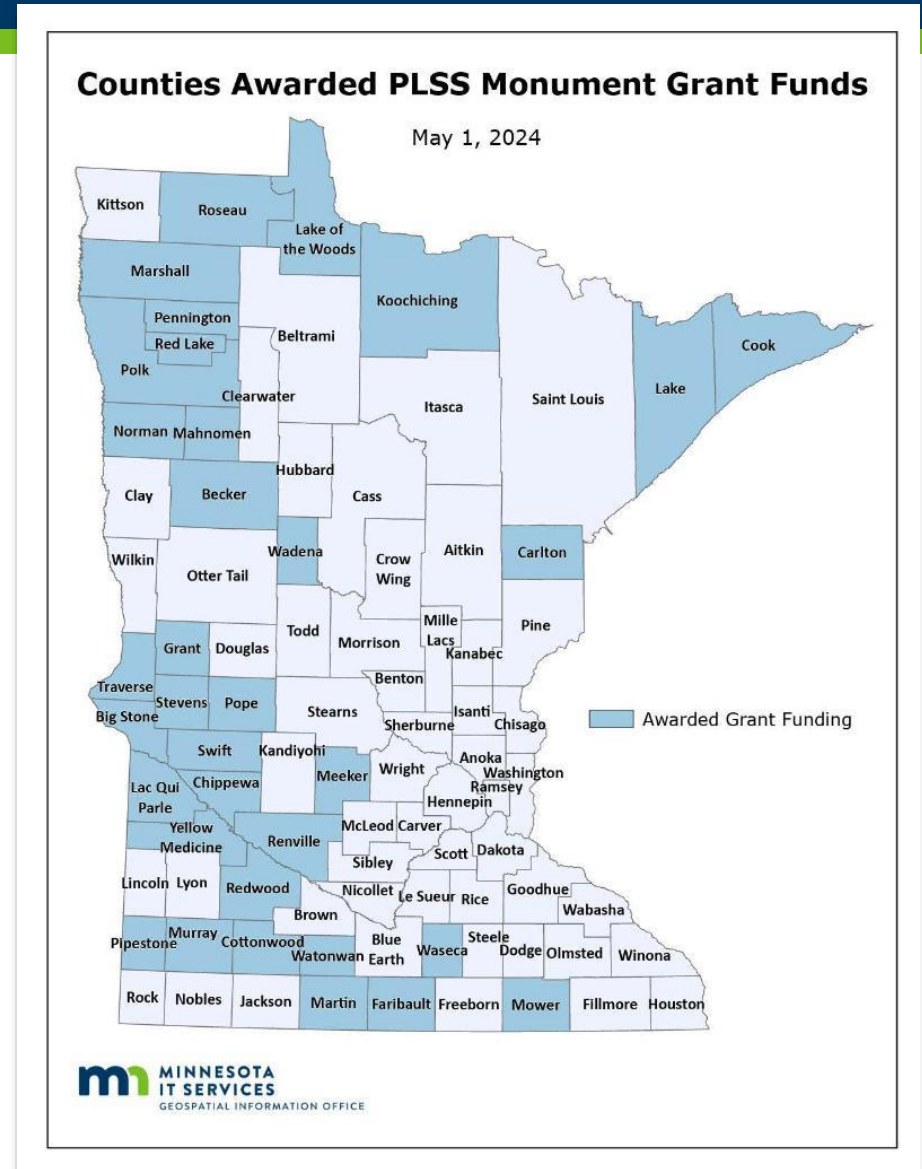 Counties Awarded PLSS Monument Grant Funds
May 1, 2024
Kittson
Roseau
Lake of
the Woods
Marshall
Koochiching
Pennington
Beltrami
Red Lake
Cook
Polk
Lake
Clearwater
Saint Louis
Itasca
Norman
Mahnomen
Hubbard
Clay
Becker
Cass
Wadena
Aitkin
Carlton
Wilkin
Crow
Wing
Otter Tail
Mille
Lacs
Pine
Todd
Morrison
Grant
Douglas
Kanabec
Benton
Traverse
Stevens
Pope
Stearns
Isanti
Big Stone
Sherburne
Chisago
Awarded Grant Funding
Swift
Kandiyohi
Anoka
Meeker
Wright
Washington
Lac Qui
Parle
Chippewa
Ramsey
Hennepin
Yellow
Medicine
McLeod
Carver
Renville
Scott
Dakota
Sibley
Lincoln
Lyon
Redwood
Nicollet
Le Sueur
Rice
Goodhue
Brown
Wabasha
Pipestone
Murray
Cottonwood
Watonwan
Blue
Earth
Waseca
Steele
Dodge
Olmsted
Winona
Rock
Nobles
Jackson
Martin
Faribault
Freeborn
Mower
Fillmore
Houston
mn
MINNESOTA
IT SERVICES
GEOSPATIAL INFORMATION OFFICE